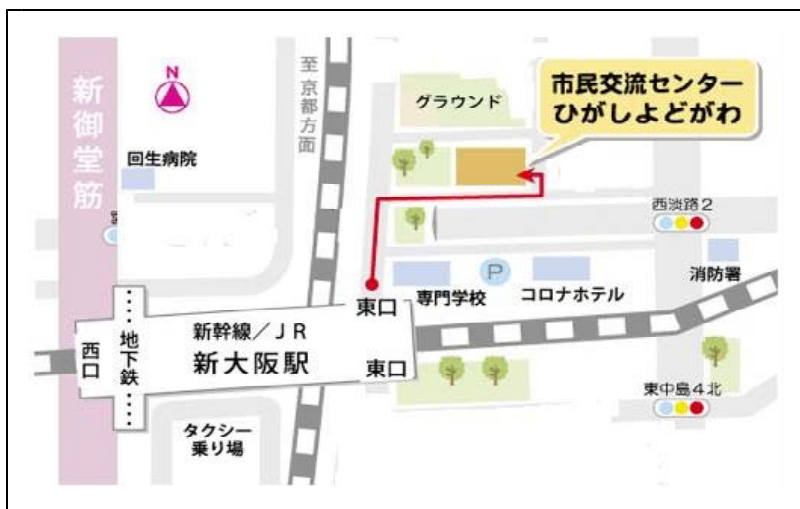 N
新御堂筋
至 京都方面
グラウンド
市民交流センター
ひがしよどがわ
回生病院
西淡路2
消防署
P
専門学校
コロナホテル
東口
新幹線/JR
新大阪駅
東口
西口
地下鉄
タクシー
乗り場
東中島4北